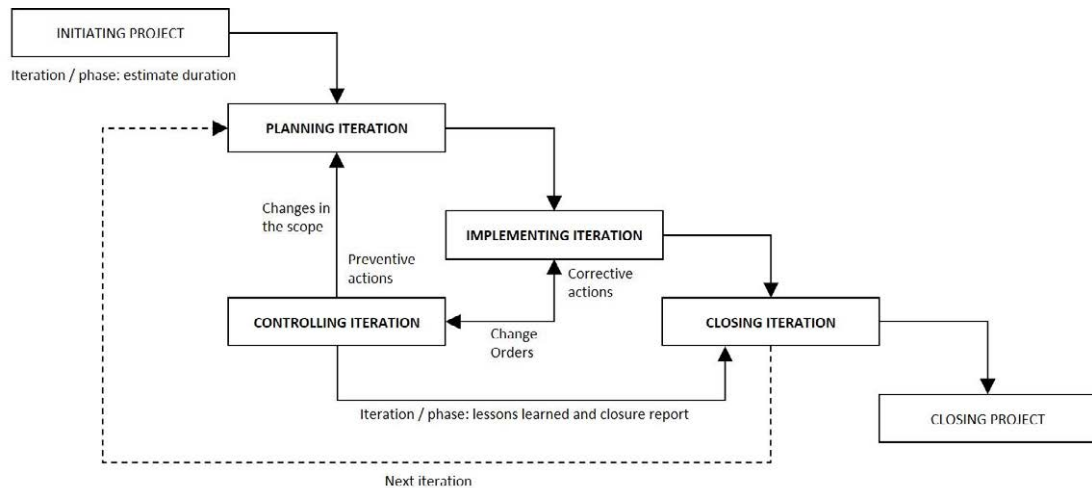 INITIATING PROJECT
Iteration / phase: estimate duration
PLANNING ITERATION
Changes in
the scope
IMPLEMENTING ITERATION
Preventive
actions
Corrective
actions
CONTROLLING ITERATION
Change
Orders
CLOSING ITERATION
Iteration / phase: lessons learned and closure report
CLOSING PROJECT
Next iteration